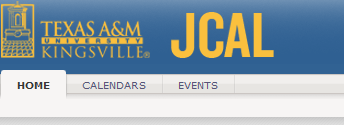 TEXAS A&M
UNIVERSITY
KINGSVILLE®
JCAL
HOME CALENDARS EVENTS